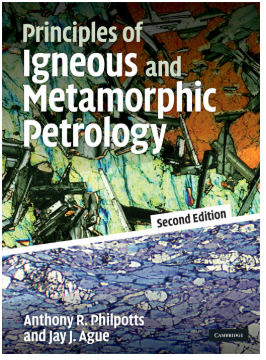 Principles of
Igneous and
Metamorphic
Petrology
Second Edition
Anthony R. Philpotts
and Jay J. Ague
CAMBRIDGE